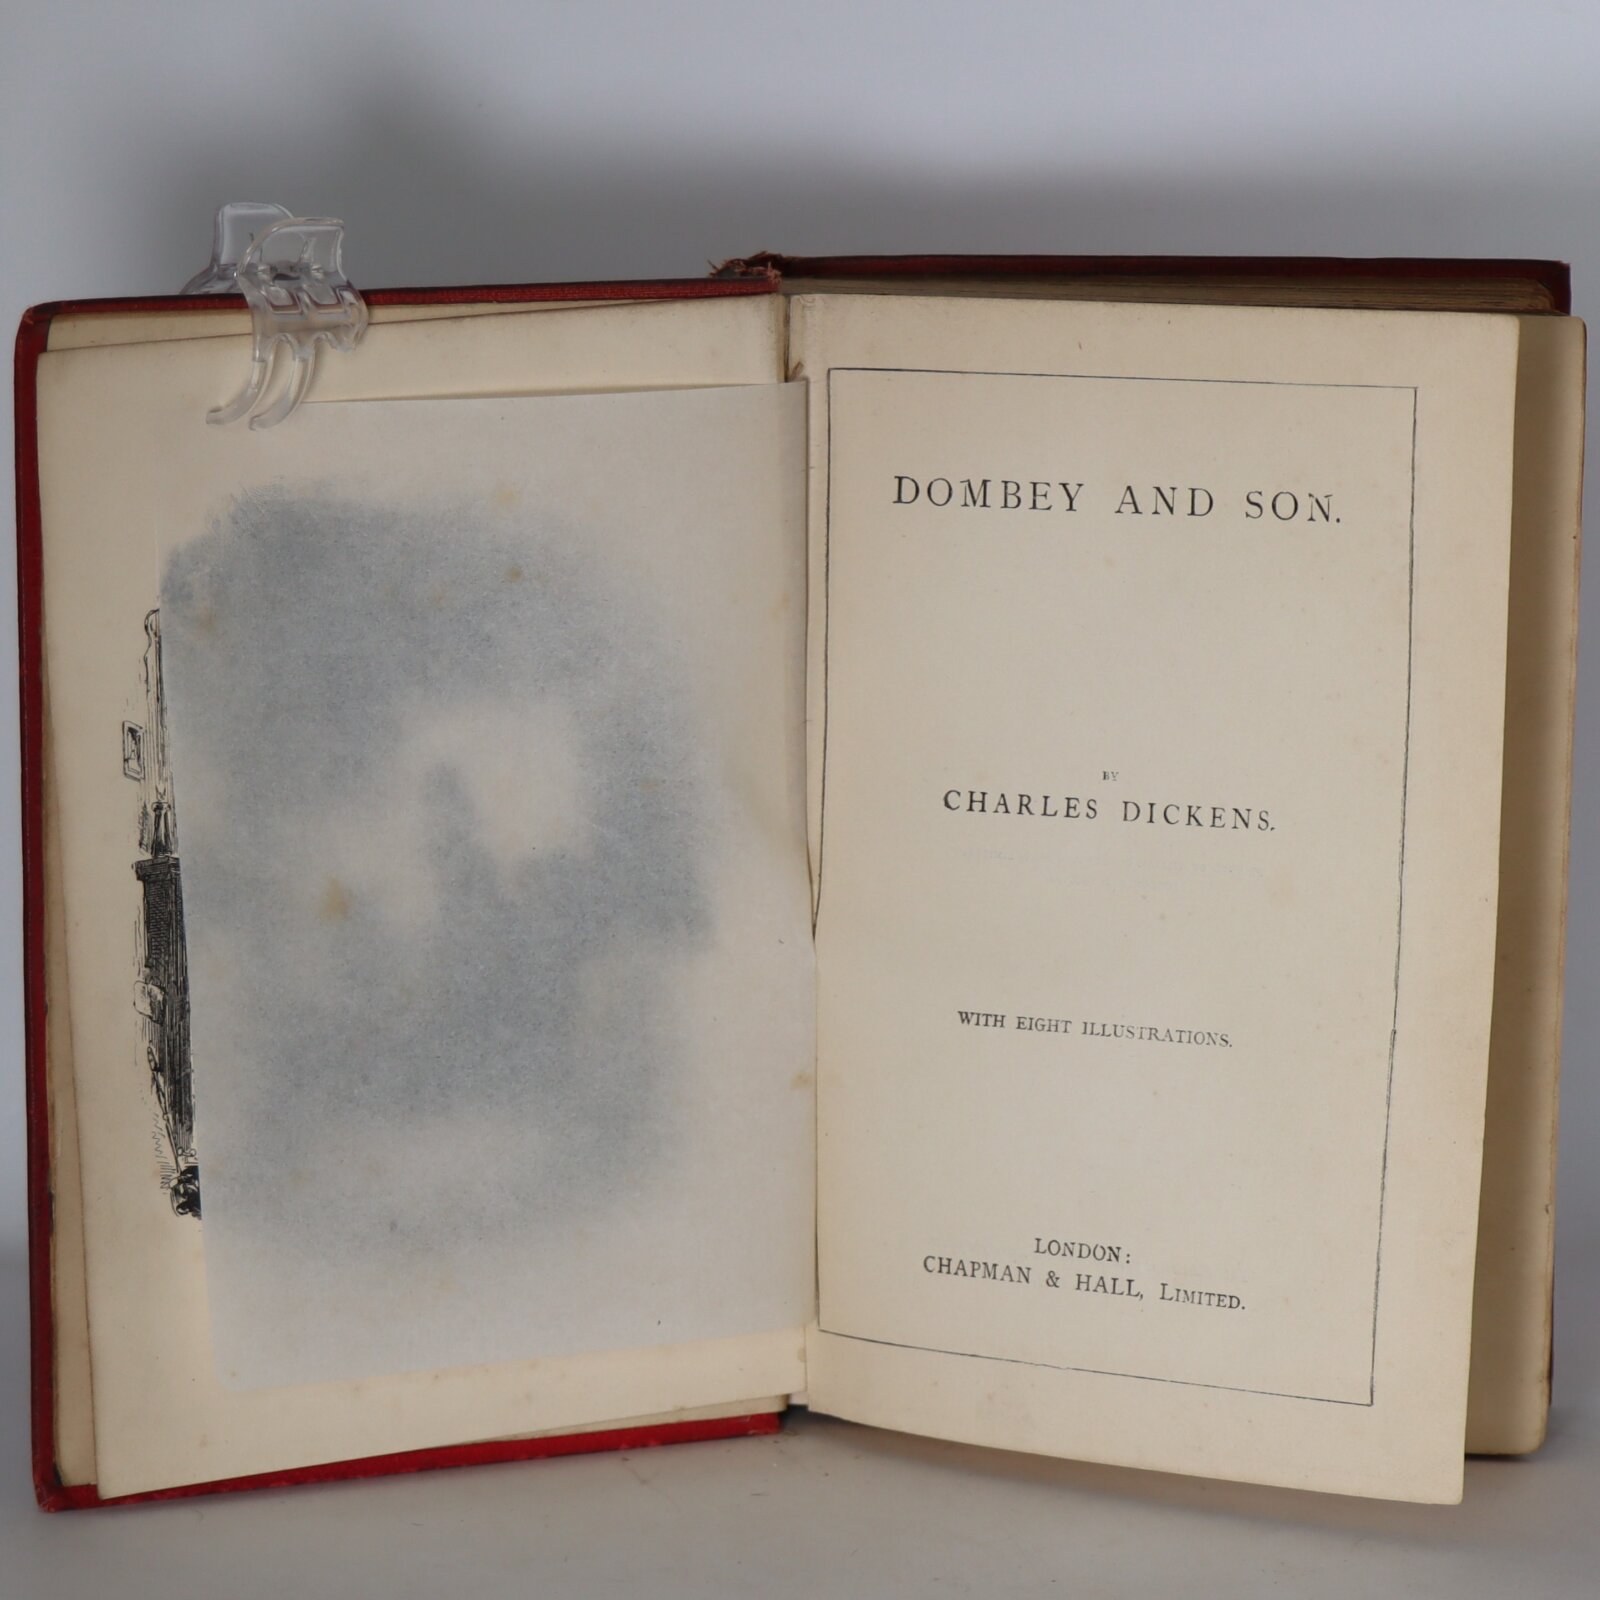 DOMBEY AND SON.
BY
CHARLES DICKENS.
WITH EIGHT ILLUSTRATIONS.
LONDON:
CHAPMAN & HALL, LIMITED.